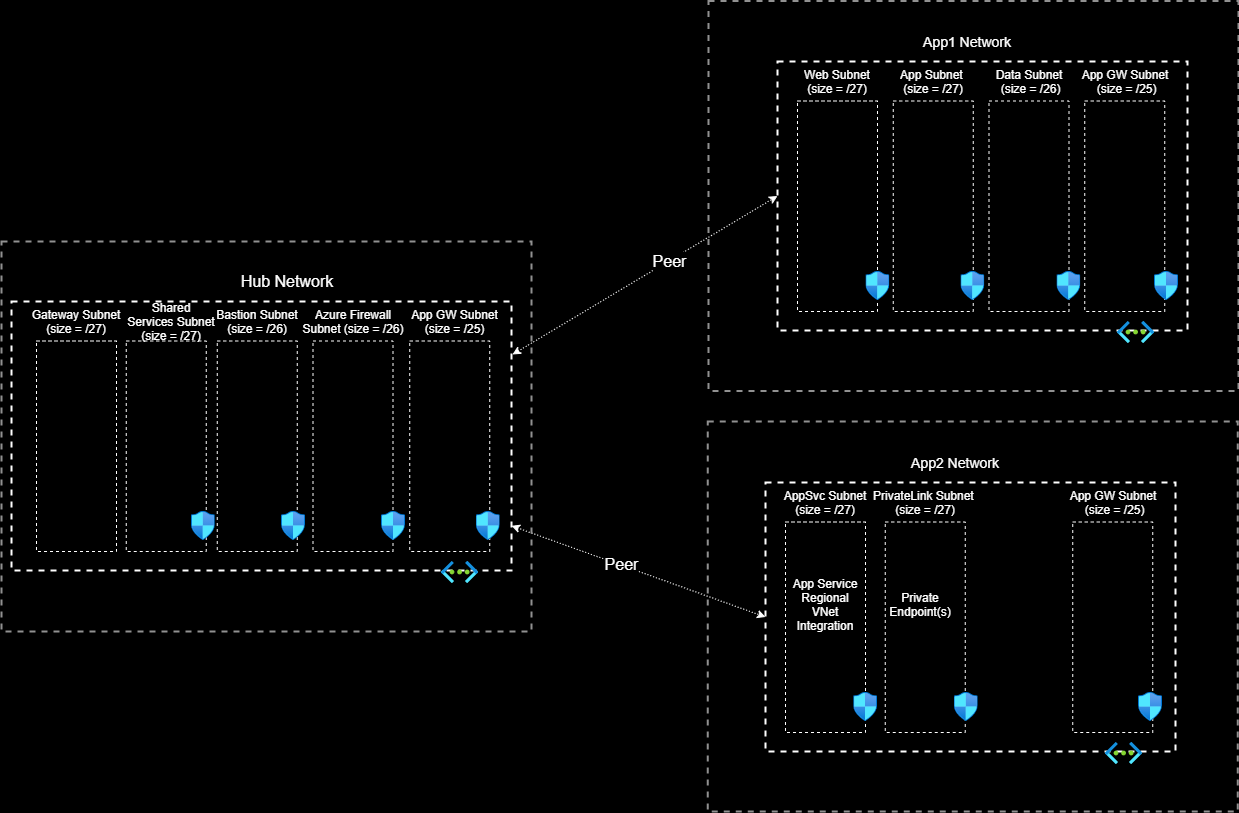 App1 Network
Web Subnet
(size = /27)
App Subnet
(size = /27)
Data Subnet
(size = /26)
App GW Subnet
(size = /25)
Peer
Hub Network
Gateway Subnet
(size = /27)
Shared
Services Subnet
(size = /27)
Bastion Subnet
(size = /26)
Azure Firewall
Subnet (size = /26)
App GW Subnet
(size = /25)
Peer
App2 Network
AppSvc Subnet
(size = /27)
PrivateLink Subnet
(size = /27)
App GW Subnet
(size = /25)
App Service
Regional
VNet
Integration
Private
Endpoint(s)